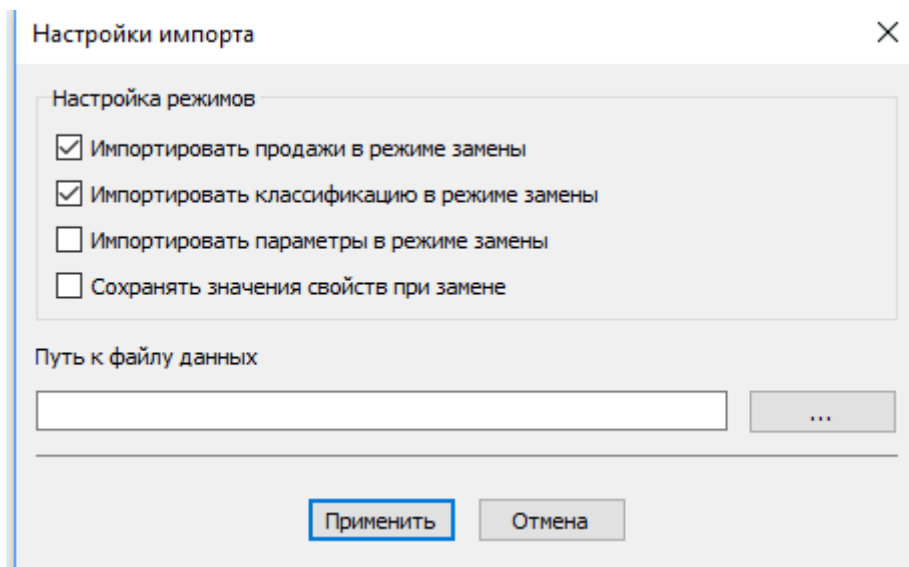 Настройки импорта
Настройка режимов
Импортировать продажи в режиме замены
Импортировать классификацию в режиме замены
Импортировать параметры в режиме замены
Сохранять значения свойств при замене
Путь к файлу данных
...
Применить Отмена